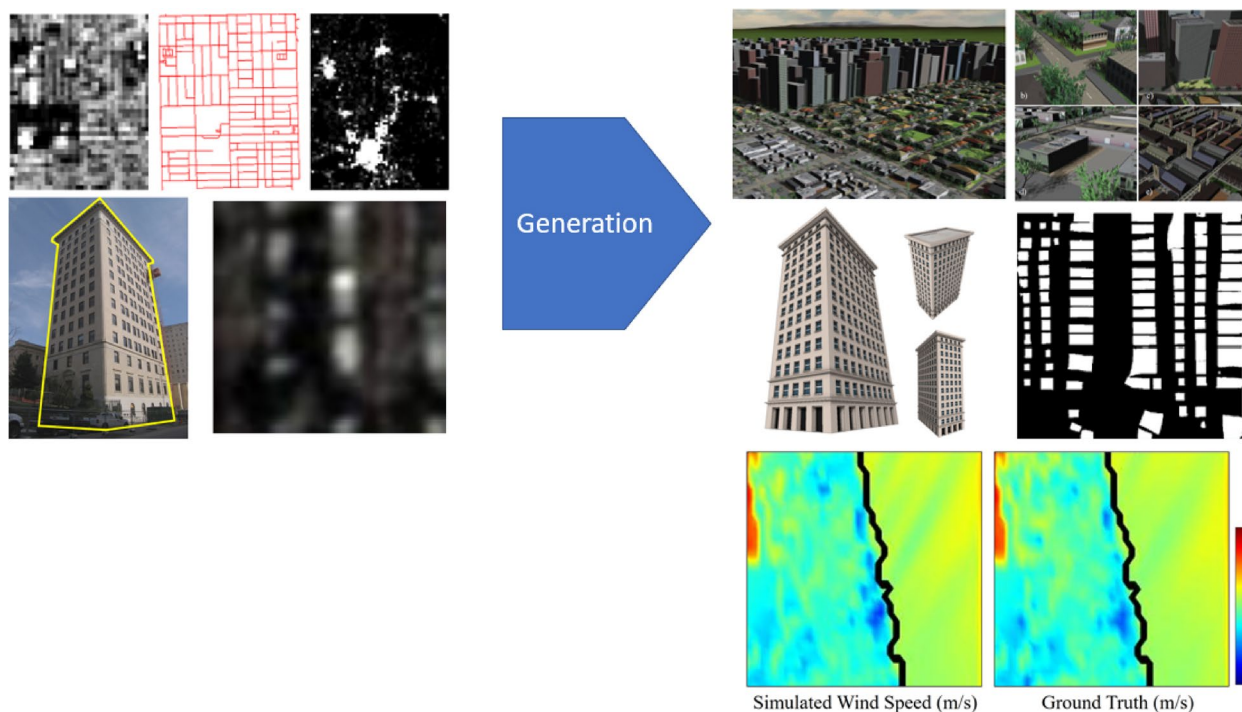 Generation
b)
c)
d)
e)
Simulated Wind Speed (m/s)
Ground Truth (m/s)